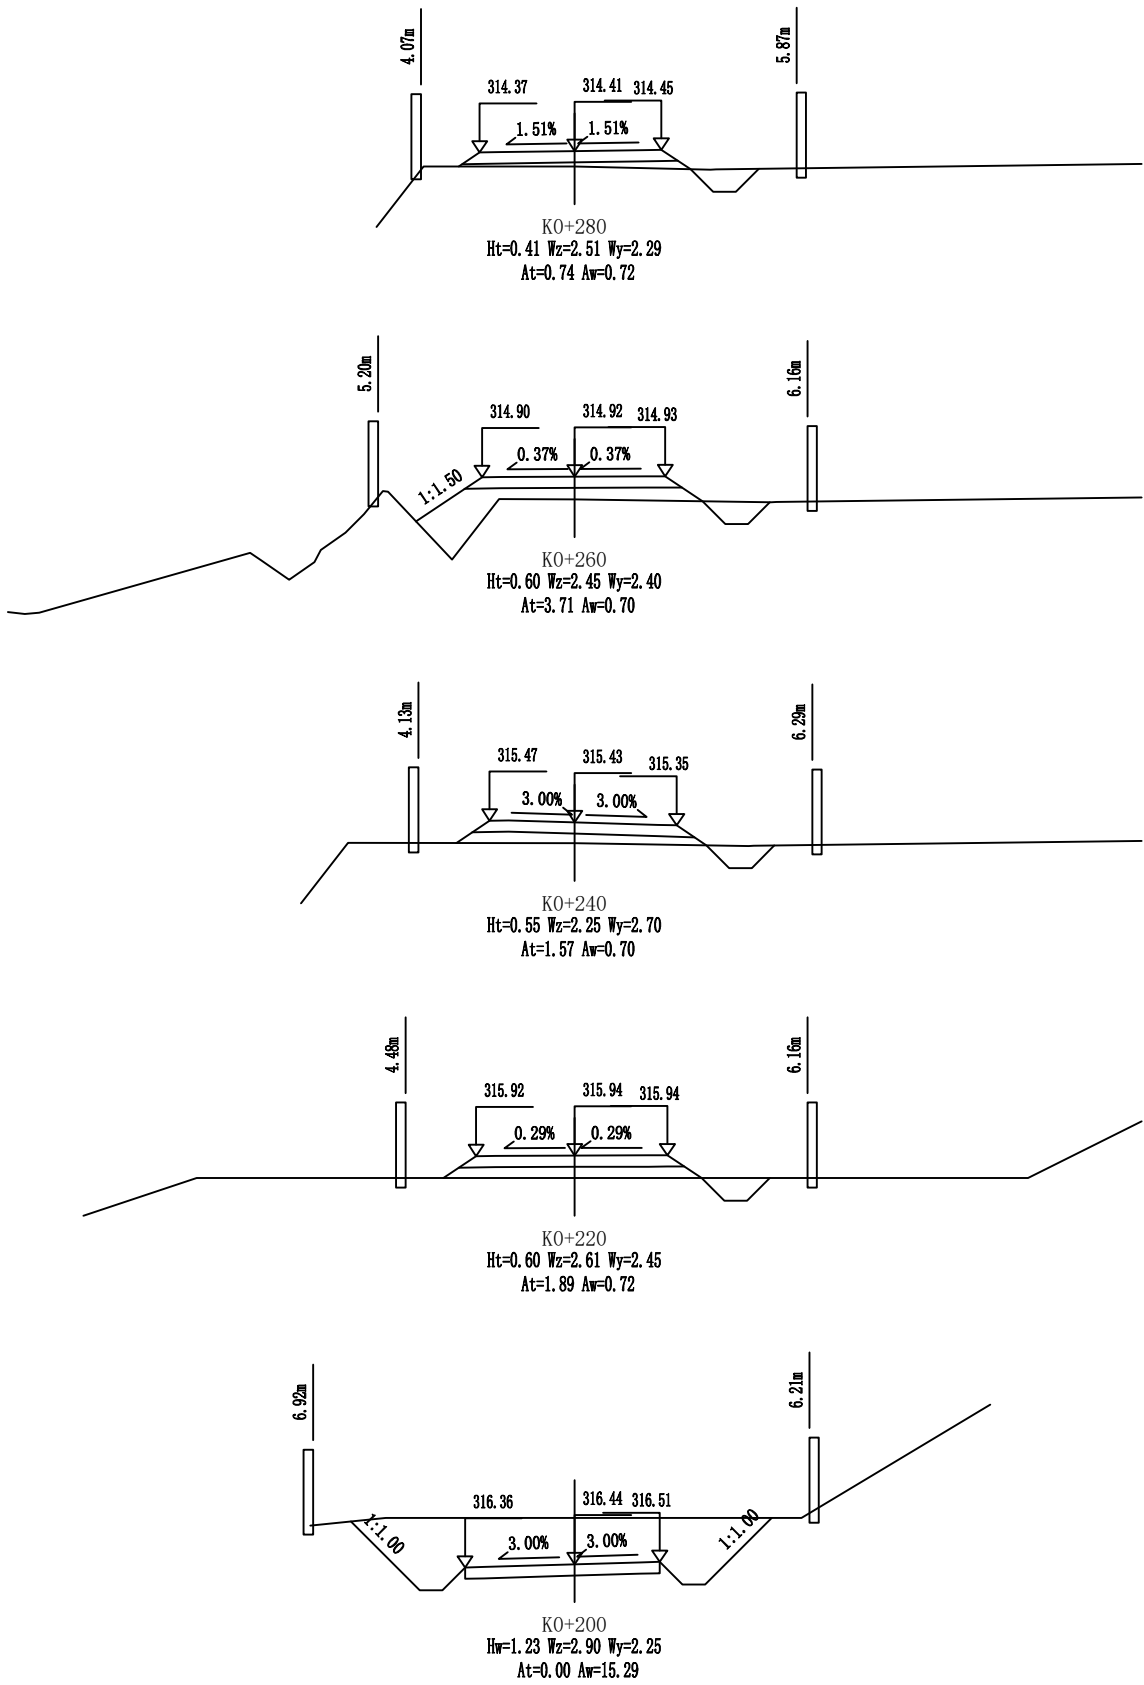 4.07m
5.87m
314.37
314.41
314.45
1.51%
1.51%
K0+280
Ht=0.41 Wz=2.51 Wy=2.29
At=0.74 Aw=0.72
5.20m
6.16m
314.90
314.92
314.93
0.37%
0.37%
1:1.50
K0+260
Ht=0.60 Wz=2.45 Wy=2.40
At=3.71 Aw=0.70
4.13m
6.29m
315.47
315.43
315.35
3.00%
3.00%
K0+240
Ht=0.55 Wz=2.25 Wy=2.70
At=1.57 Aw=0.70
4.48m
6.16m
315.92
315.94
315.94
0.29%
0.29%
K0+220
Ht=0.60 Wz=2.61 Wy=2.45
At=1.89 Aw=0.72
6.92m
6.21m
316.36
316.44
316.51
1:1.00
3.00%
3.00%
1:1.00
K0+200
Hw=1.23 Wz=2.90 Wy=2.25
At=0.00 Aw=15.29